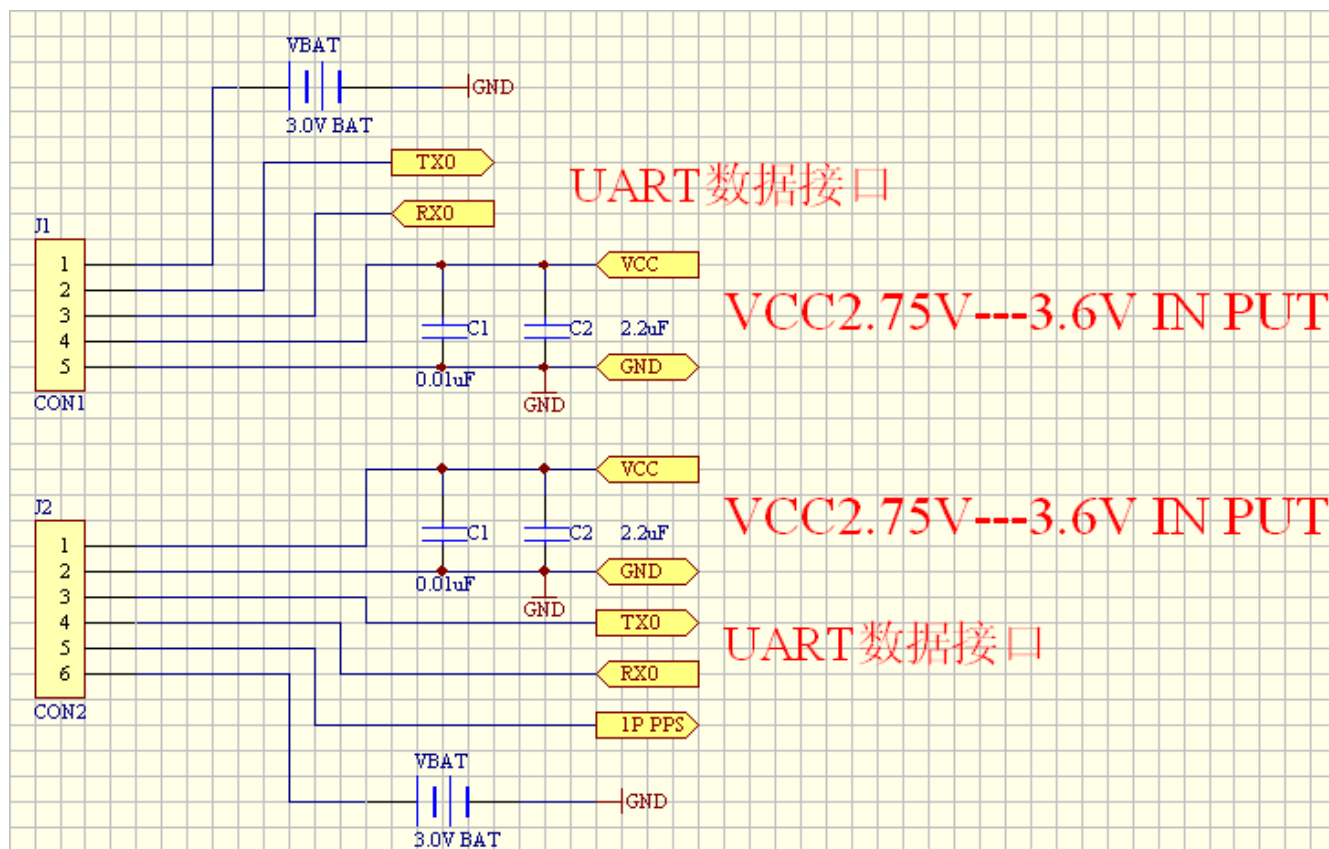 VBAT
GND
3.0V BAT
TX0
UART数据接口
RX0
J1
1
VCC
2
VCC2.75V---3.6V IN PUT
3
C1
C2
2.2uF
4
5
GND
0.01uF
CON1
GND
VCC
J2
VCC2.75V---3.6V IN PUT
1
C1
C2
2.2uF
2
GND
0.01uF
3
GND
4
TX0
UART数据接口
5
6
RX0
CON2
1P PPS
VBAT
GND
3.0V BAT